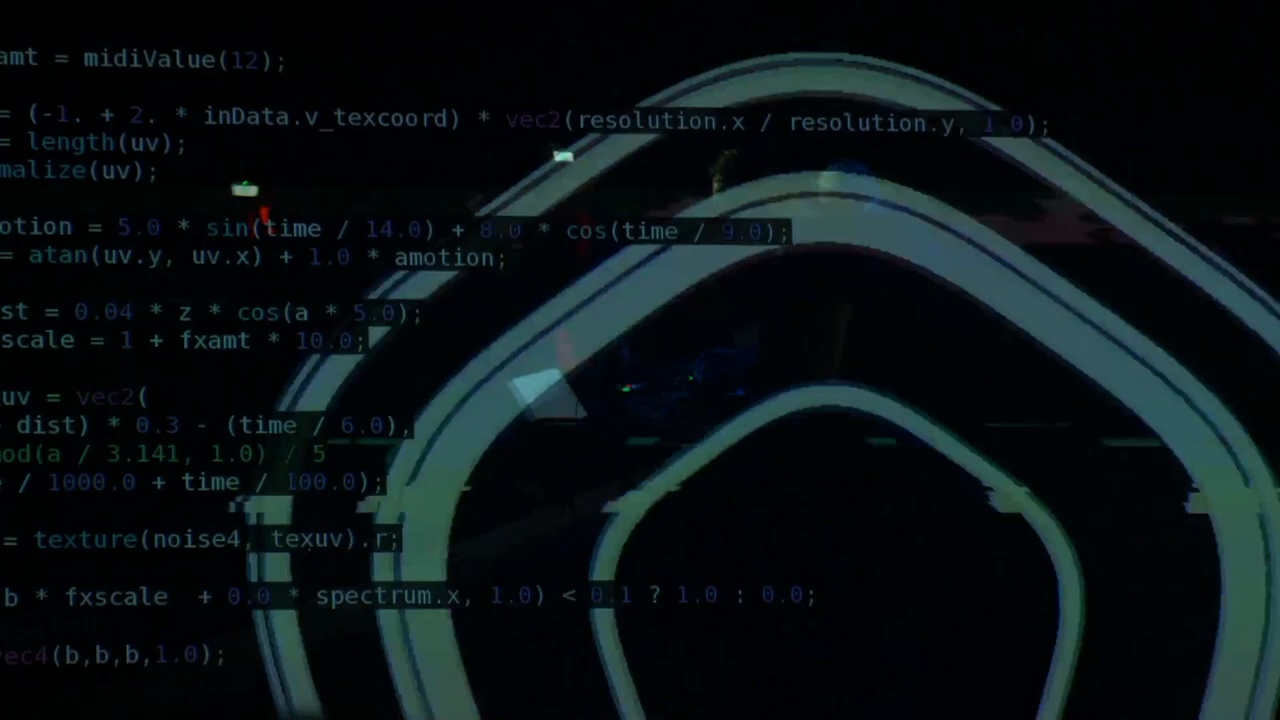 amt = midiValue(12);
= (-1. + 2. * inData.v_texcoord) * vec2(resolution.x / resolution.y, 1.0);
= length(uv);
malize(uv);
otion = 5.0 * sin(time / 14.0) + 8.0 * cos(time / 9.0);
= atan(uv.y, uv.x) + 1.0 * amotion;
st = 0.04 * z * cos(a * 5.0);
scale = 1 + fxamt * 10.0;
uv = vec2(
- dist) * 0.3 - (time / 6.0),
od(a / 3.141, 1.0) / 5
e / 1000.0 + time / 100.0);
= texture(noise4, texuv).r;
b * fxscale + 0.0 * spectrum.x, 1.0) < 0.1 ? 1.0 : 0.0;
vec4(b,b,b,1.0);